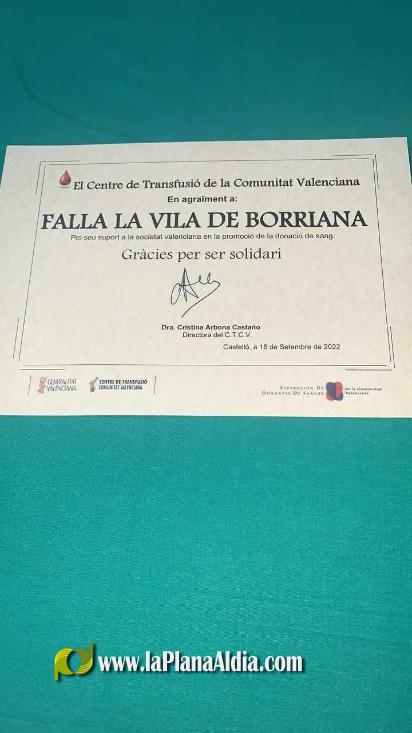 El Centre de Transfusió de la Comunitat Valenciana
En agraïment a:
FALLA LA VILA DE BORRIANA
Pel seu suport a la societat valenciana en la promoció de la donació de sang.
Gràcies per ser solidari
Dra. Cristina Arbona Castaño
Directora del C.T.C.V.
Castelló, a 18 de Setembre de 2022
GENERALITAT
VALENCIANA
CENTRE DE TRANSFUSIÓ
COMUNITAT VALENCIANA
Federación De
Donantes De Sangre
de la Comunidad
Valenciana
www.laPlanaAldia.com